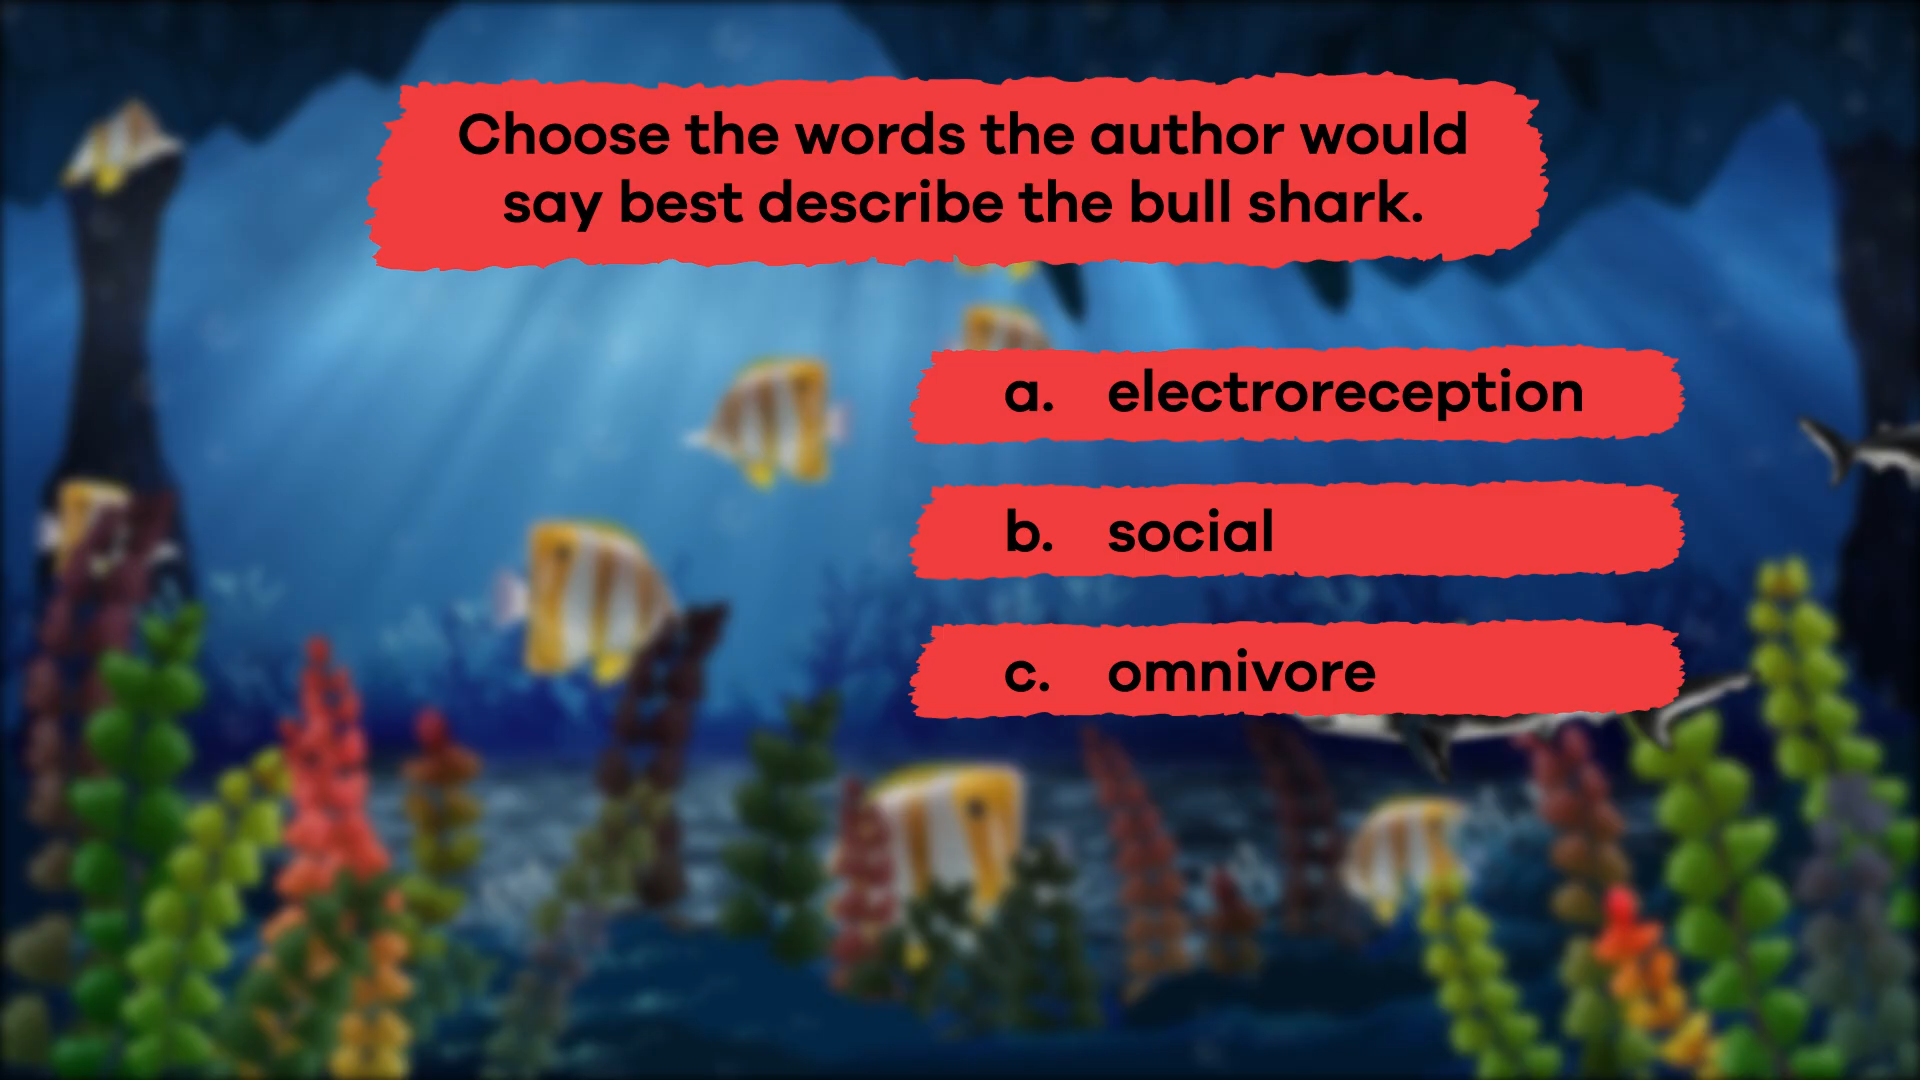 Choose the words the author would
say best describe the bull shark.
a. electroreception
b. social
c. omnivore